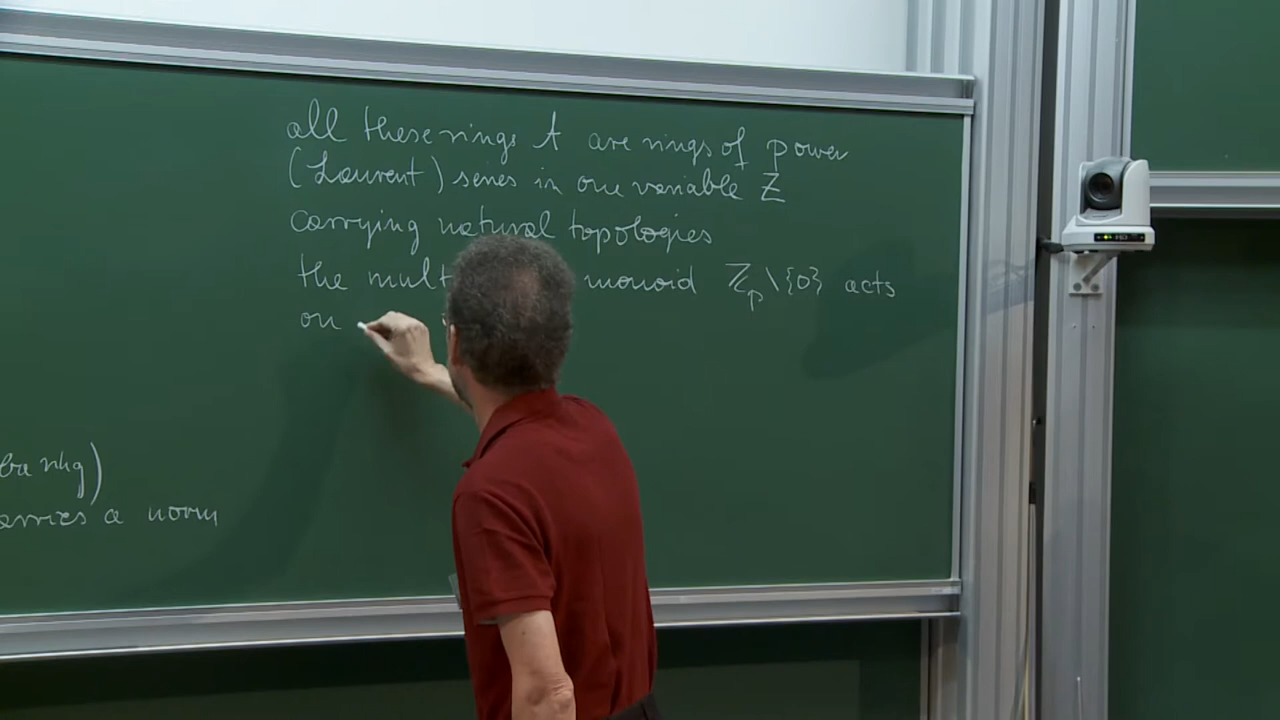 all these rings A are rings of power
(Laurent) series in one variable Z
carrying natural topologies
the mult monoid ℤ_p\{0} acts
on
ring)
carries a norm